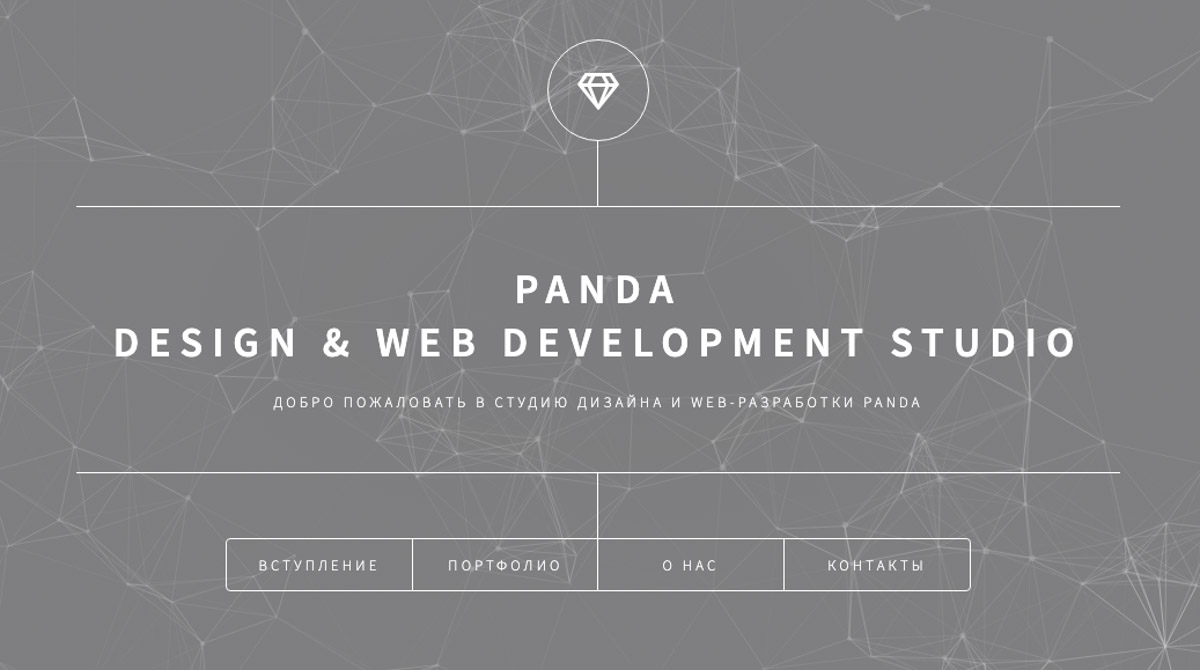 PANDA
DESIGN & WEB DEVELOPMENT STUDIO
ДОБРО ПОЖАЛОВАТЬ В СТУДИЮ ДИЗАЙНА И WEB-РАЗРАБОТКИ PANDA
ВСТУПЛЕНИЕ ПОРТФОЛИО О НАС КОНТАКТЫ